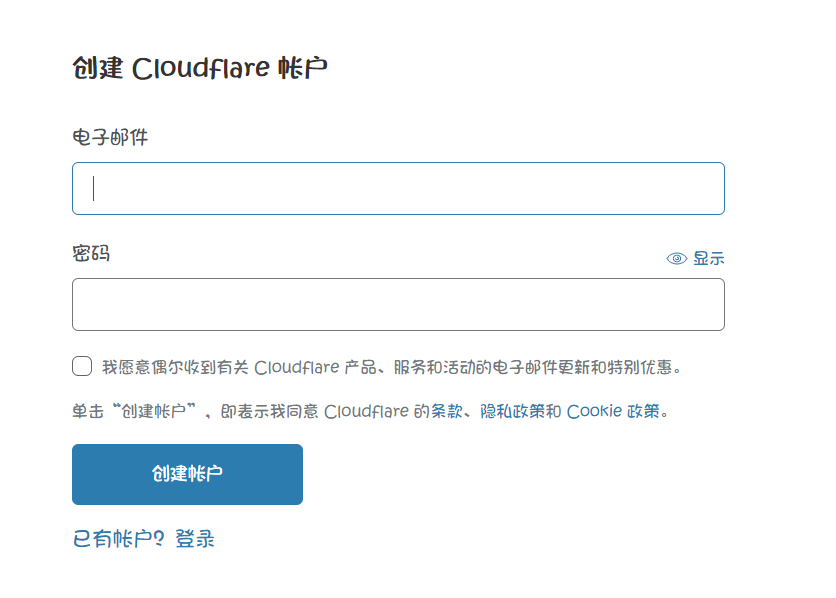 创建 Cloudflare 帐户
电子邮件
密码
显示
我愿意偶尔收到有关 Cloudflare 产品、服务和活动的电子邮件更新和特别优惠。
单击“创建帐户”，即表示我同意 Cloudflare 的条款、隐私政策和 Cookie 政策。
创建帐户
已有帐户？登录